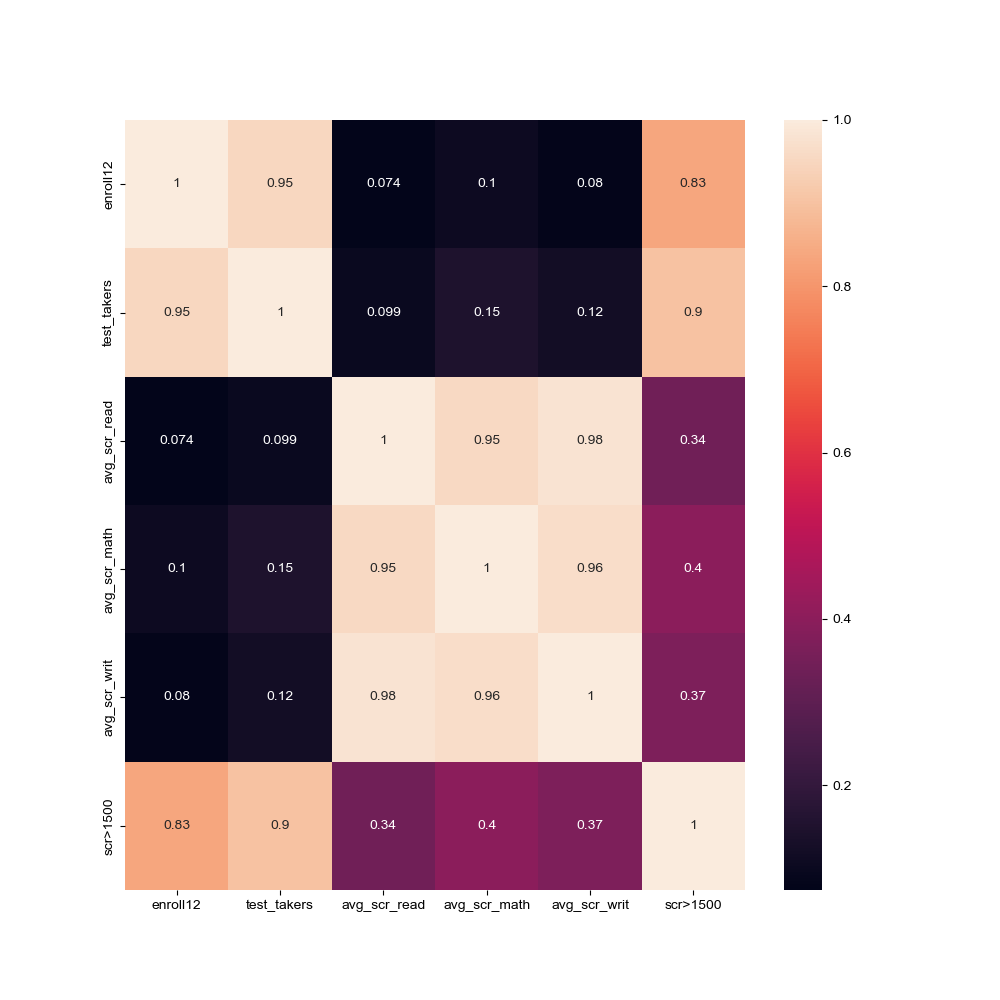 1.0
enroll12 1 0.95 0.074 0.1 0.08 0.83
0.8
test_takers 0.95 1 0.099 0.15 0.12 0.9
avg_scr_read 0.074 0.099 1 0.95 0.98 0.34
0.6
avg_scr_math 0.1 0.15 0.95 1 0.96 0.4
0.4
avg_scr_writ 0.08 0.12 0.98 0.96 1 0.37
0.2
scr>1500 0.83 0.9 0.34 0.4 0.37 1
enroll12 test_takers avg_scr_read avg_scr_math avg_scr_writ scr>1500